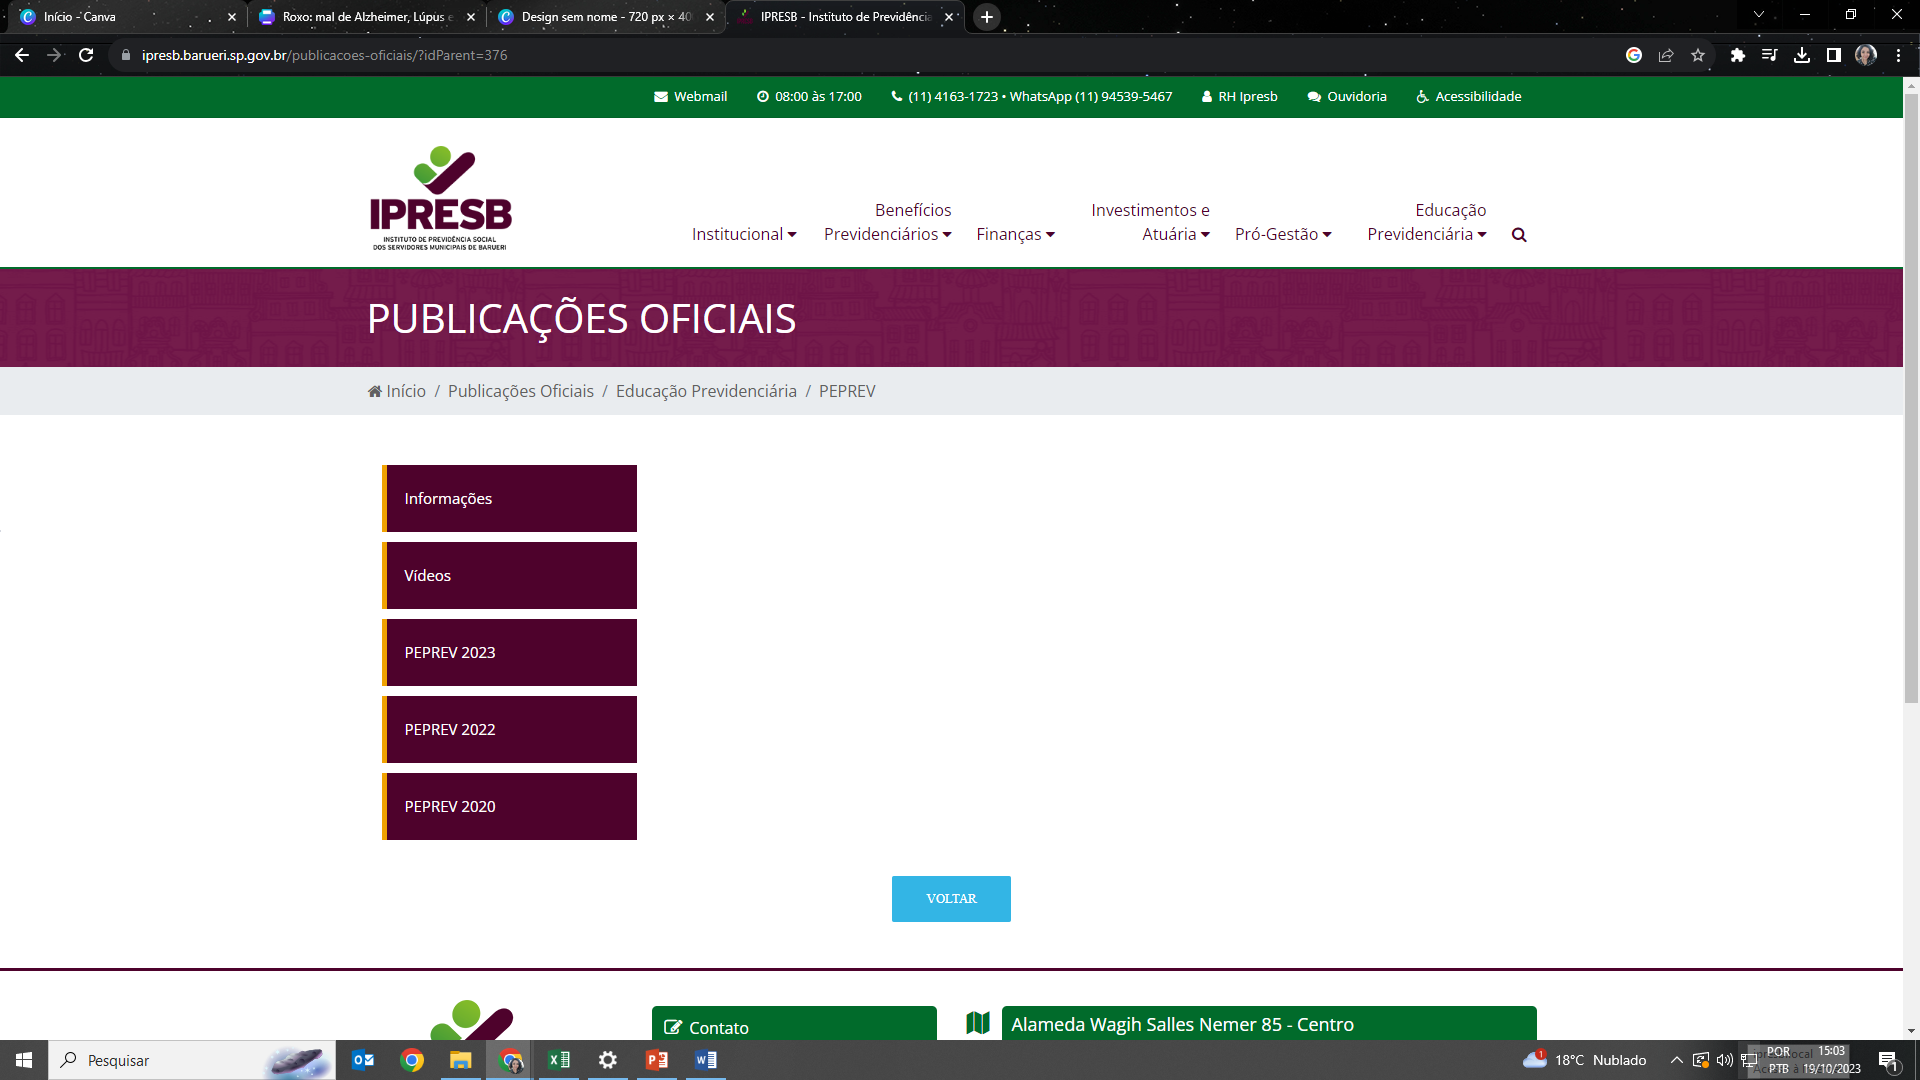 Início - Canva
Roxo: mal de Alzheimer, Lúpus e
Design sem nome - 720 px × 40
IPRESB - Instituto de Previdência
ipresb.barueri.sp.gov.br/publicacoes-oficiais/?idParent=376
Webmail
08:00 às 17:00
(11) 4163-1723 • WhatsApp (11) 94539-5467
RH Ipresb
Ouvidoria
Acessibilidade
IPRESB
INSTITUTO DE PREVIDÊNCIA SOCIAL
DOS SERVIDORES MUNICIPAIS DE BARUERI
Institucional
Benefícios
Previdenciários
Finanças
Investimentos e
Atuária
Pró-Gestão
Educação
Previdenciária
PUBLICAÇÕES OFICIAIS
Início / Publicações Oficiais / Educação Previdenciária / PEPREV
Informações
Vídeos
PEPREV 2023
PEPREV 2022
PEPREV 2020
VOLTAR
Contato
Alameda Wagih Salles Nemer 85 - Centro
Pesquisar
18°C Nublado
POR
PTB
15:03
19/10/2023